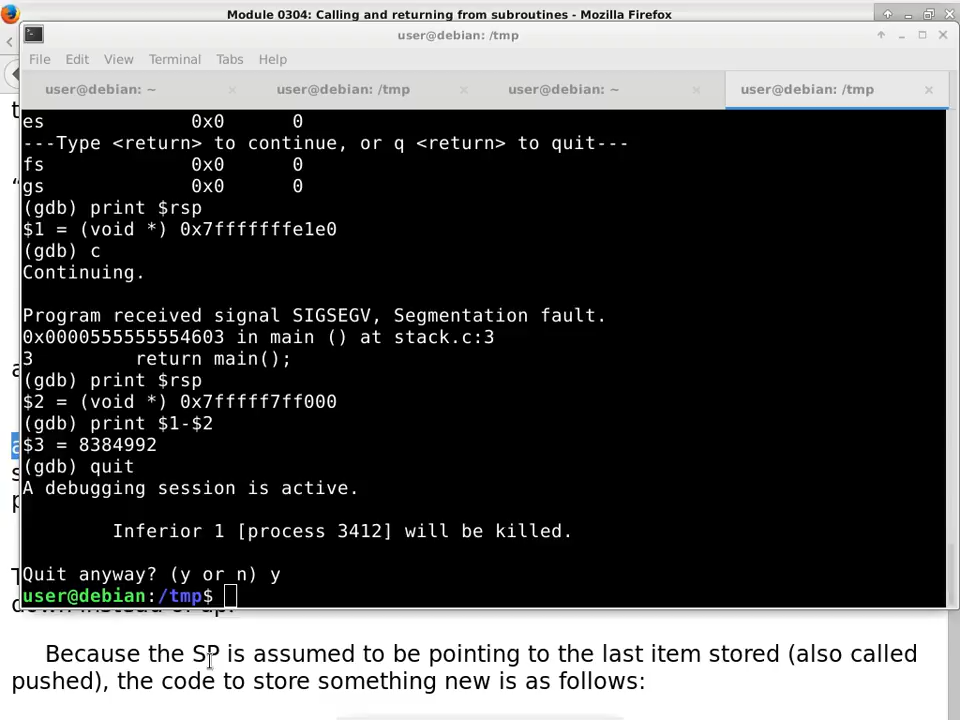 Module 0304: Calling and returning from subroutines - Mozilla Firefox
user@debian: /tmp
File Edit View Terminal Tabs Help
user@debian: ~ user@debian: /tmp user@debian: ~ user@debian: /tmp
es 0x0 0
---Type <return> to continue, or q <return> to quit---
fs 0x0 0
gs 0x0 0
(gdb) print $rsp
$1 = (void *) 0x7fffffffe1e0
(gdb) c
Continuing.
Program received signal SIGSEGV, Segmentation fault.
0x0000555555554603 in main () at stack.c:3
3 return main();
(gdb) print $rsp
$2 = (void *) 0x7fffff7ff000
(gdb) print $1-$2
$3 = 8384992
(gdb) quit
A debugging session is active.
Inferior 1 [process 3412] will be killed.
Quit anyway? (y or n) y
user@debian:/tmp$
Because the SP is assumed to be pointing to the last item stored (also called
pushed), the code to store something new is as follows: